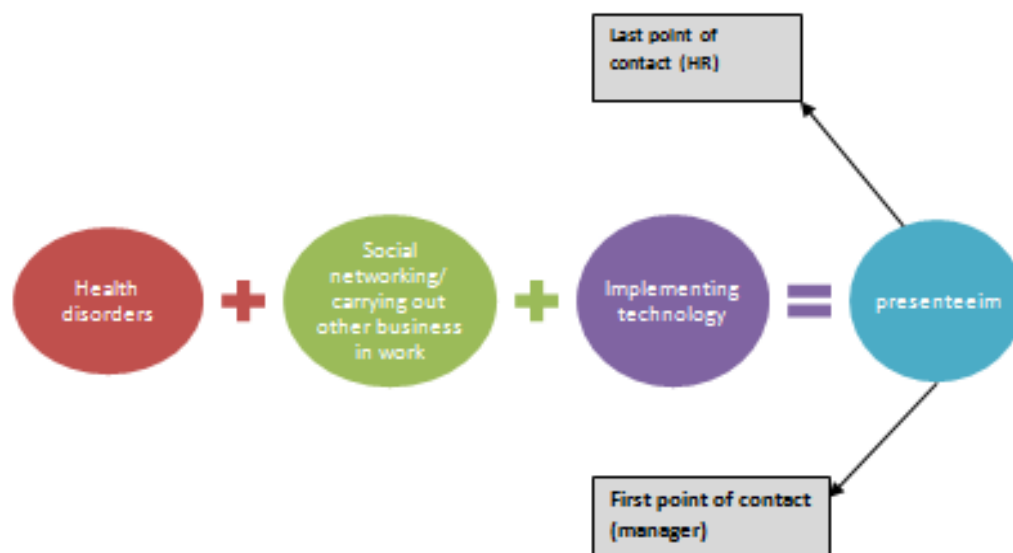 Last point of
contact (HR)
Health
disorders
Social
networking/
carrying out
other business
in work
Implementing
technology
presenteeim
First point of contact
(manager)